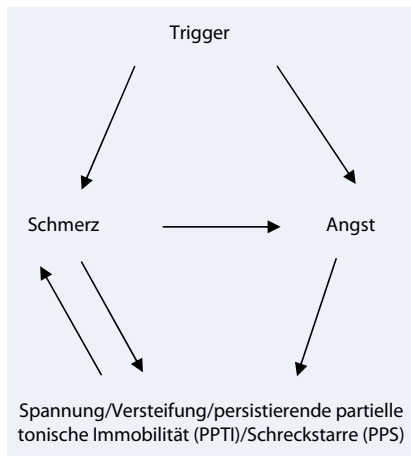 Trigger
Schmerz
Angst
Spannung/Versteifung/persistierende partielle
tonische Immobilität (PPTI)/Schreckstarre (PPS)